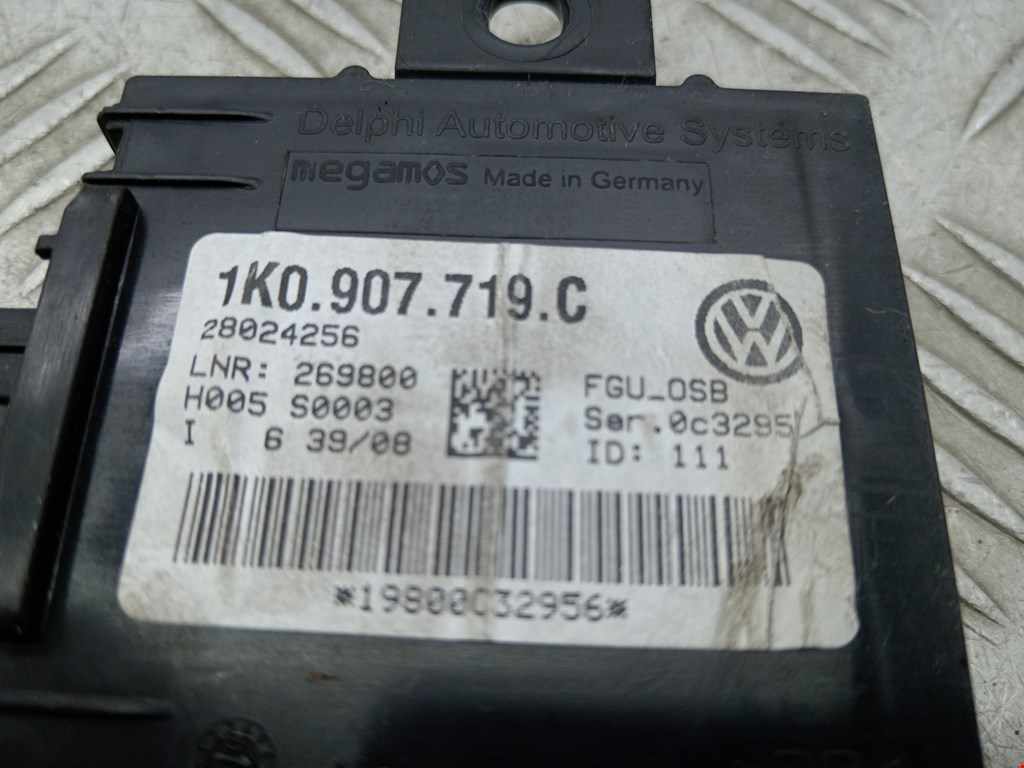 Delphi Automotive Systems
megamos Made in Germany
1K0.907.719.C
28024256
LNR: 269800
H005 S0003
I 6 39/08
FGU_OSB
Ser.0c3295
ID: 111
*19800C32956*